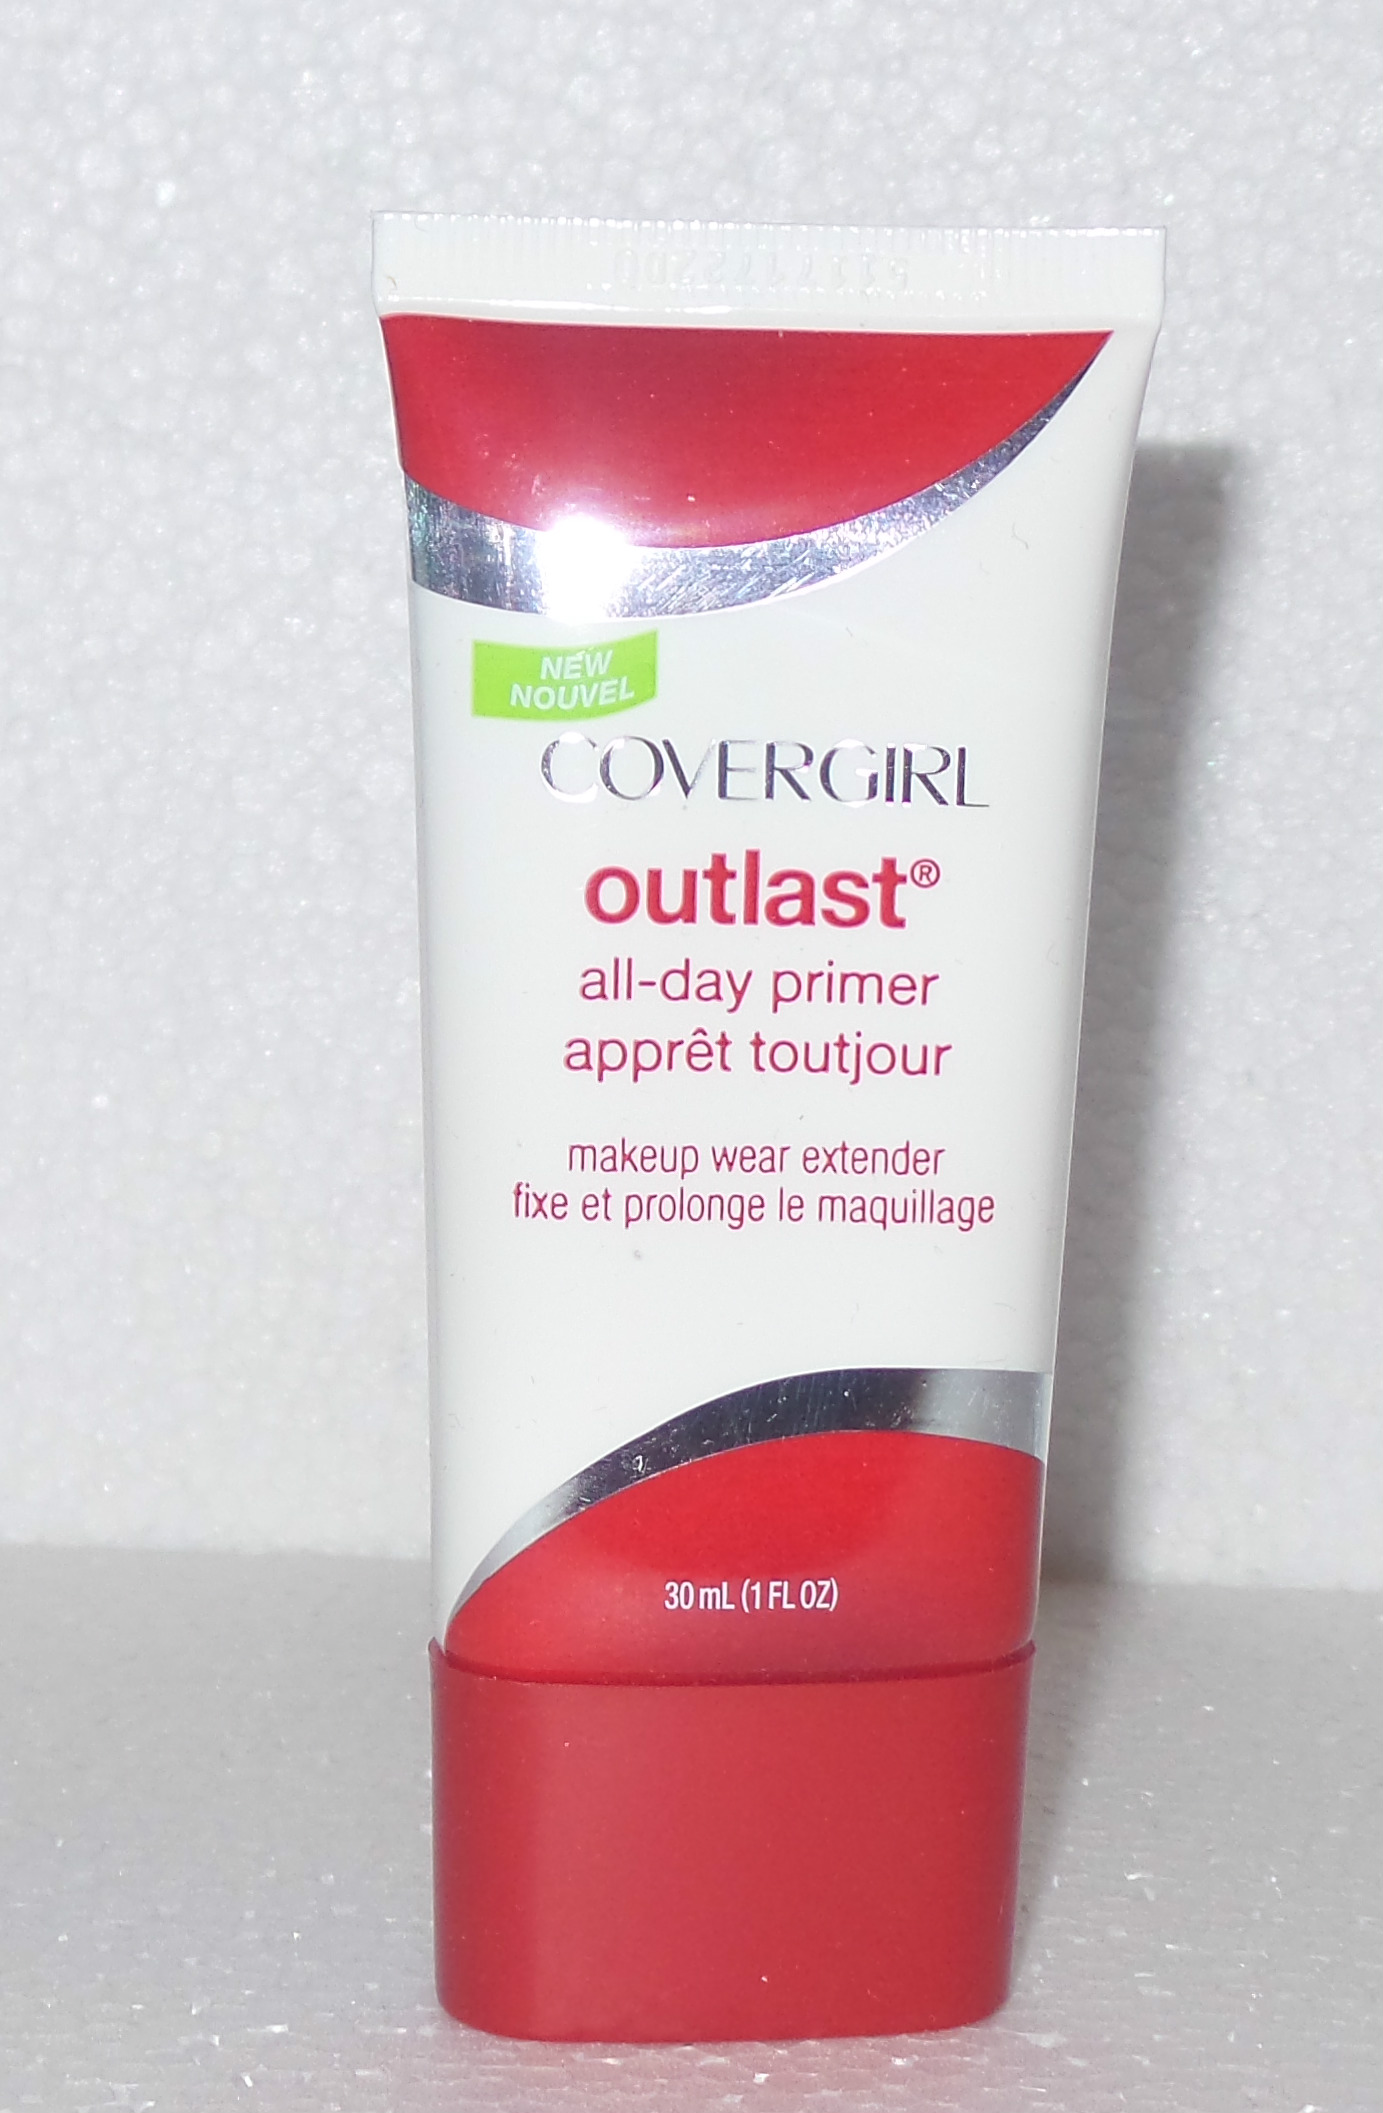 NEW
NOUVEL
COVERGIRL
outlast®
all-day primer
apprêt toutjour
makeup wear extender
fixe et prolonge le maquillage
30 mL (1 FL OZ)